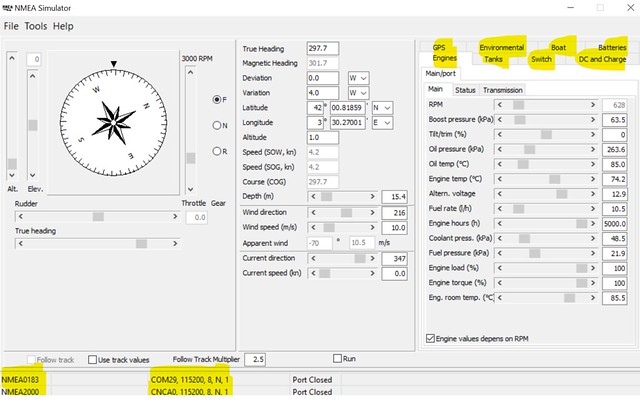 NMEA Simulator
File Tools Help
0
3000 RPM
W N S E
F
N
R
Alt. Elev.
Rudder Throttle Gear
0.0
True heading
True Heading 297.7
Magnetic Heading 301.7
Deviation 0.0 W
Variation 4.0 W
Latitude 42 ° 00.81859 ' N
Longitude 3 ° 30.27001 ' E
Altitude 1.0
Speed (SOW, kn) 4.2
Speed (SOG, kn) 4.2
Course (COG) 297.7
Depth (m) 15.4
Wind direction 216
Wind speed (m/s) 10.0
Apparent wind -70 ° 10.5 m/s
Current direction 347
Current speed (kn) 0.0
GPS Environmental Boat Batteries
Engines Tanks Switch DC and Charge
Main/port
Main Status Transmission
RPM 628
Boost pressure (kPa) 63.5
Tilt/trim (%) 0
Oil pressure (kPa) 263.6
Oil temp (°C) 85.0
Engine temp (°C) 74.2
Altern. voltage 12.9
Fuel rate (l/h) 10.5
Engine hours (h) 5000.0
Coolant press. (kPa) 48.5
Fuel pressure (kPa) 21.9
Engine load (%) 100
Engine torque (%) 100
Eng. room temp. (°C) 85.5
Engine values depens on RPM
Follow track Use track values Follow Track Multiplier 2.5 Run
NMEA0183 COM29, 115200, 8, N, 1 Port Closed
NMEA2000 CNCA0, 115200, 8, N, 1 Port Closed